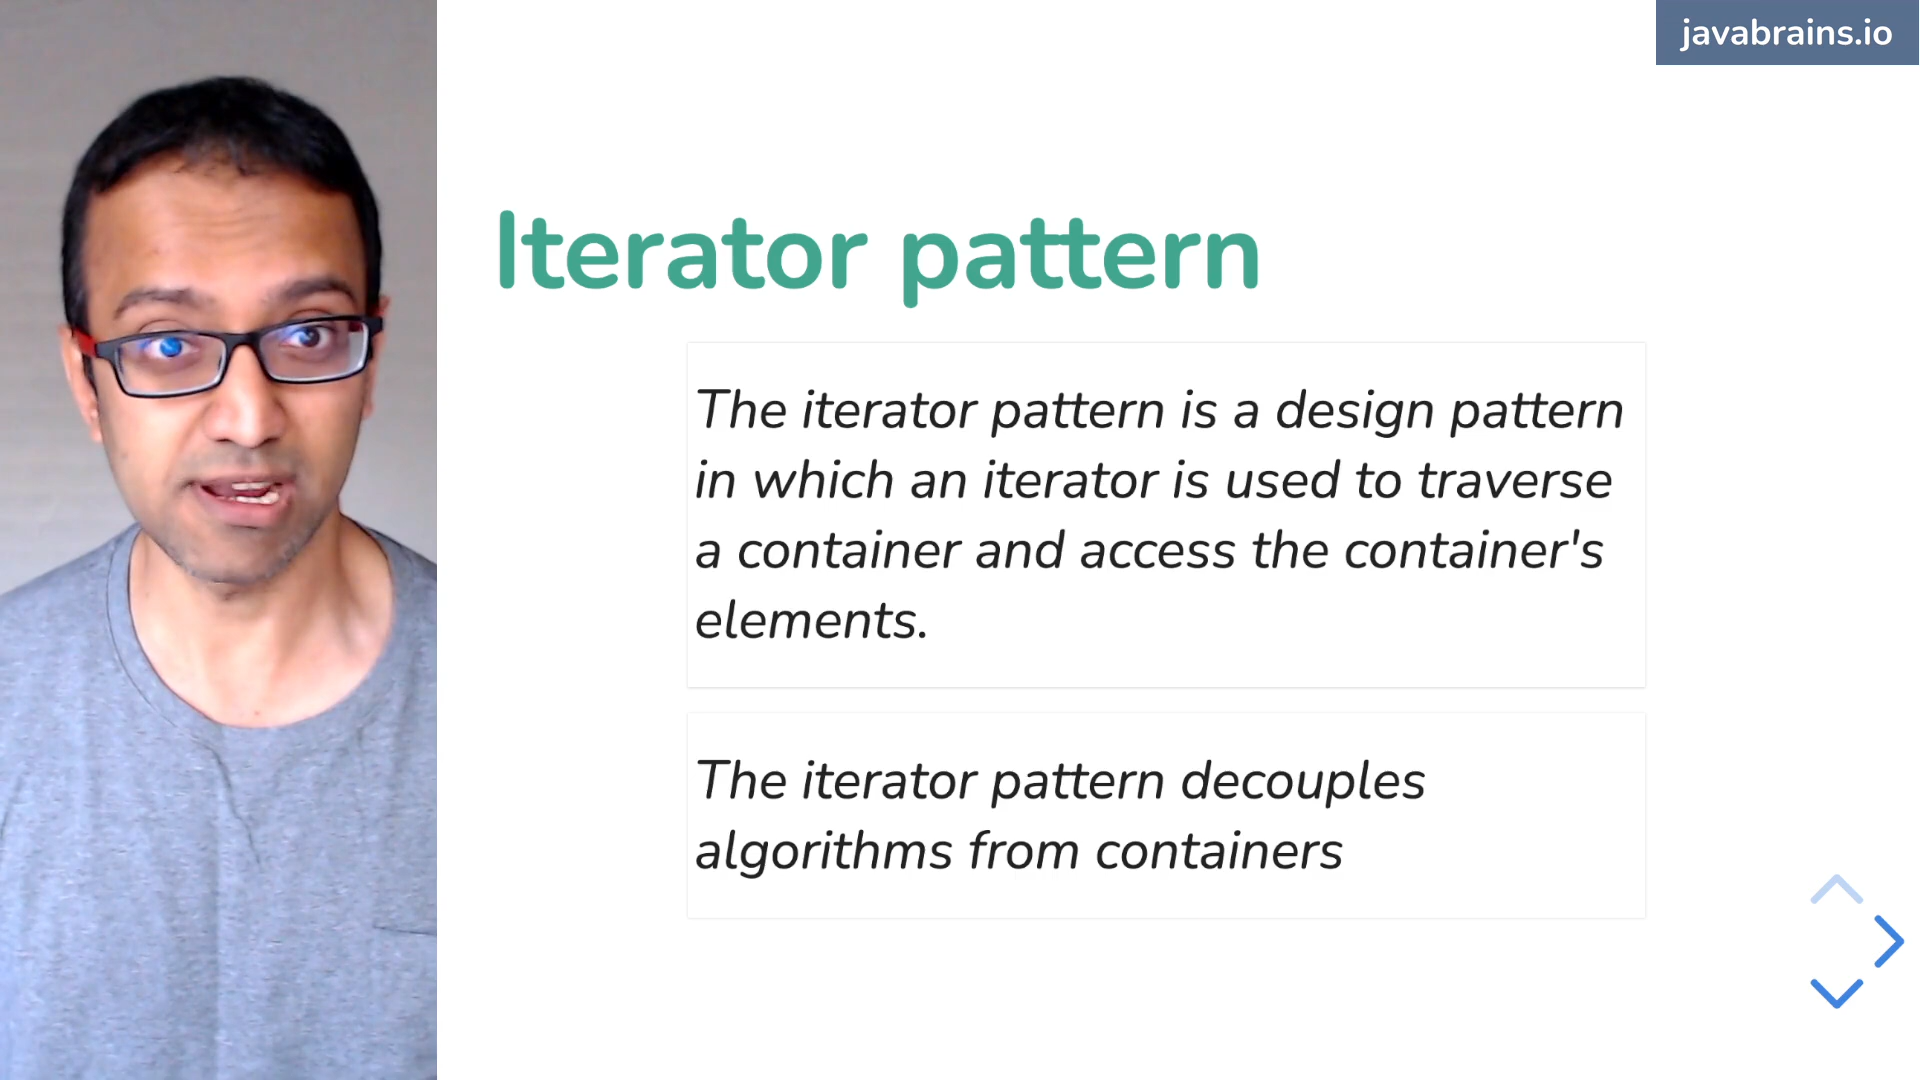 javabrains.io
Iterator pattern
The iterator pattern is a design pattern
in which an iterator is used to traverse
a container and access the container's
elements.
The iterator pattern decouples
algorithms from containers